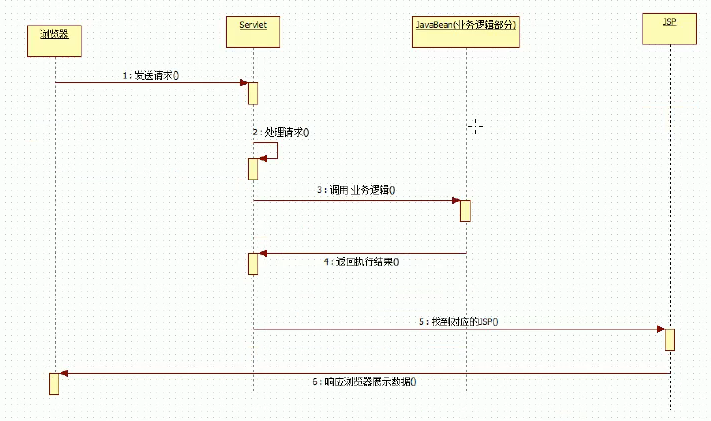 浏览器
Servlet
JavaBean(业务逻辑部分)
JSP
1 : 发送请求()
2 : 处理请求()
3 : 调用 业务逻辑()
4 : 返回执行结果()
5 : 找到对应的JSP()
6 : 响应浏览器展示数据()